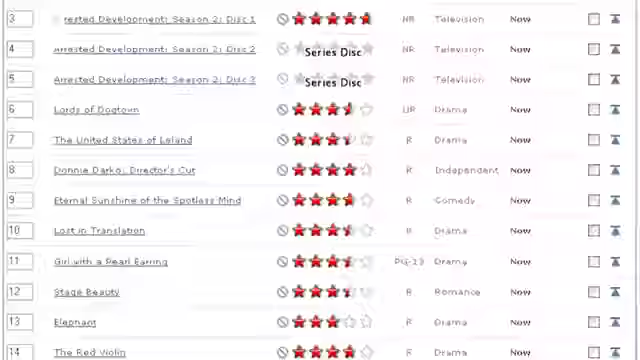 3 rested Development: Season 2: Disc 1 NR Television Now
4 Arrested Development: Season 2: Disc 2 Series Disc NR Television Now
5 Arrested Development: Season 2: Disc 3 Series Disc NR Television Now
6 Lords of Dogtown UR Drama Now
7 The United States of Leland R Drama Now
8 Donnie Darko: Director's Cut R Independent Now
9 Eternal Sunshine of the Spotless Mind R Comedy Now
10 Lost in Translation R Drama Now
11 Girl with a Pearl Earring PG-13 Drama Now
12 Stage Beauty R Romance Now
13 Elephant R Drama Now
14 The Red Violin R Drama Now